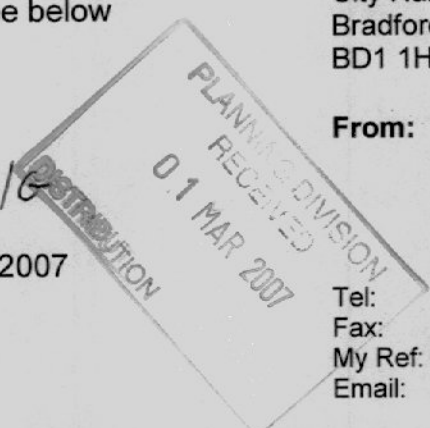 e below
/G
2007
PLANNING DIVISION
RECEIVED
01 MAR 2007
DISTRIBUTION
Bradford
BD1 1H
From:
Tel:
Fax:
My Ref:
Email: